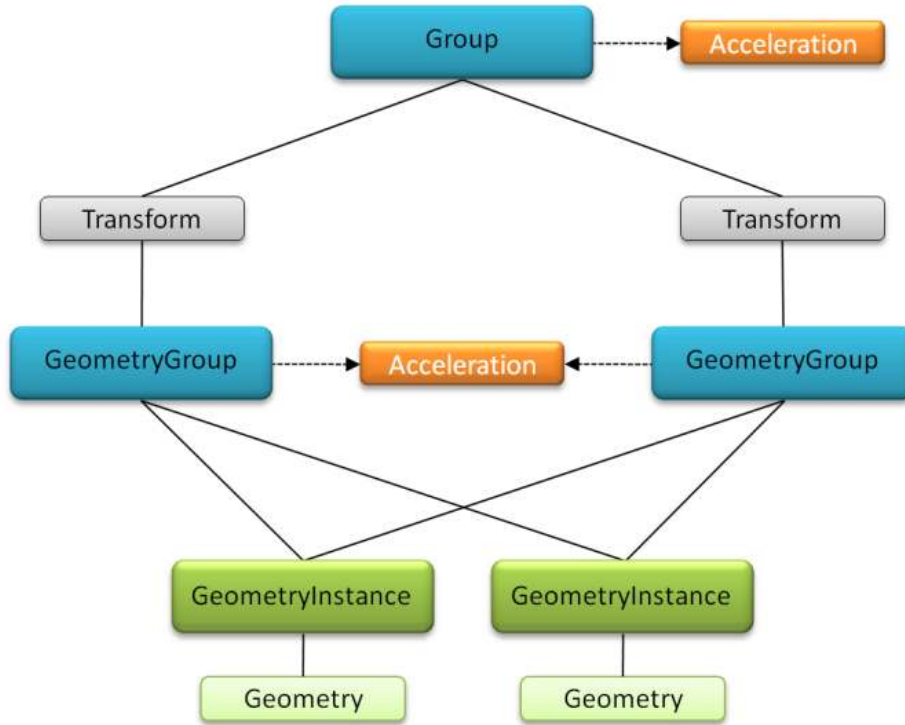 Group
Acceleration
Transform
Transform
GeometryGroup
Acceleration
GeometryGroup
GeometryInstance
GeometryInstance
Geometry
Geometry